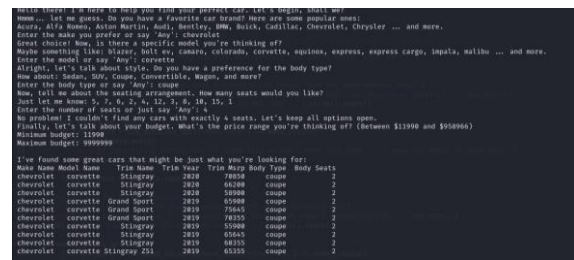 Hello there! I'm here to help you find your perfect car. Let's begin, shall we?
Hmmm... let me guess. Do you have a favorite car brand? Here are some popular ones:
Acura, Alfa Romeo, Aston Martin, Audi, Bentley, BMW, Buick, Cadillac, Chevrolet, Chrysler ... and more.
Enter the make you prefer or say 'Any': chevrolet
Great choice! Now, is there a specific model you're thinking of?
Maybe something like: blazer, bolt ev, camaro, colorado, corvette, equinox, express, express cargo, impala, malibu ... and more.
Enter the model or say 'Any': corvette
Alright, let's talk about style. Do you have a preference for the body type?
How about: Sedan, SUV, Coupe, Convertible, Wagon, and more?
Enter the body type or say 'Any': coupe
Now, tell me about the seating arrangement. How many seats would you like?
Just let me know: 5, 7, 6, 2, 4, 12, 3, 8, 10, 15, 1
Enter the number of seats or just say 'Any': 4
No problem! I couldn't find any cars with exactly 4 seats. Let's keep all options open.
Finally, let's talk about your budget. What's the price range you're thinking of? (Between $13990 and $958966)
Minimum budget: 11990
Maximum budget: 9999999
I've found some great cars that might be just what you're looking for:
Make Name Model Name Trim Name Trim Year Trim Msrp Body Type Body Seats
chevrolet corvette Stingray 2020 70850 coupe 2
chevrolet corvette Stingray 2020 66200 coupe 2
chevrolet corvette Stingray 2020 58900 coupe 2
chevrolet corvette Grand Sport 2019 65900 coupe 2
chevrolet corvette Grand Sport 2019 75645 coupe 2
chevrolet corvette Grand Sport 2019 70355 coupe 2
chevrolet corvette Stingray 2019 55900 coupe 2
chevrolet corvette Stingray 2019 65645 coupe 2
chevrolet corvette Stingray 2019 60355 coupe 2
chevrolet corvette Stingray Z51 2019 65355 coupe 2